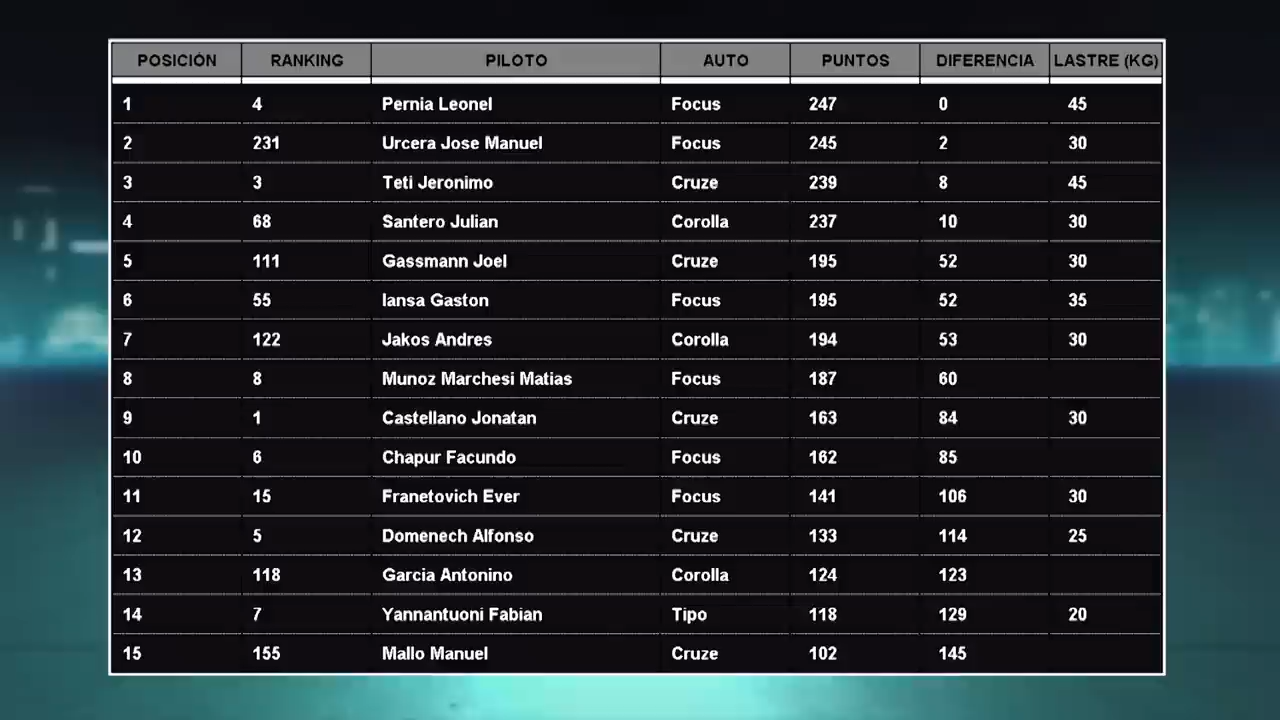 POSICIÓN RANKING PILOTO AUTO PUNTOS DIFERENCIA LASTRE (KG)
1 4 Pernia Leonel Focus 247 0 45
2 231 Urcera Jose Manuel Focus 245 2 30
3 3 Teti Jeronimo Cruze 239 8 45
4 68 Santero Julian Corolla 237 10 30
5 111 Gassmann Joel Cruze 195 52 30
6 55 Iansa Gaston Focus 195 52 35
7 122 Jakos Andres Corolla 194 53 30
8 8 Munoz Marchesi Matias Focus 187 60
9 1 Castellano Jonatan Cruze 163 84 30
10 6 Chapur Facundo Focus 162 85
11 15 Franetovich Ever Focus 141 106 30
12 5 Domenech Alfonso Cruze 133 114 25
13 118 Garcia Antonino Corolla 124 123
14 7 Yannantuoni Fabian Tipo 118 129 20
15 155 Mallo Manuel Cruze 102 145